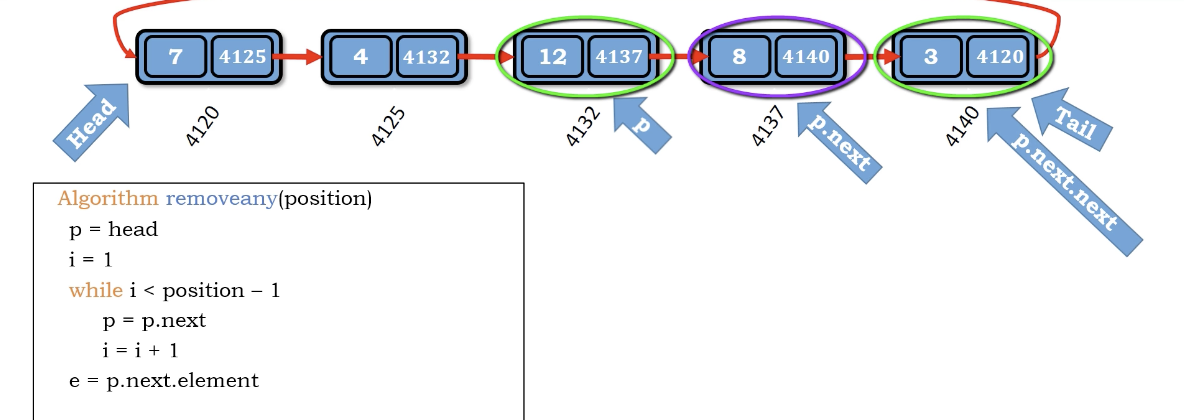 7 4125 4 4132 12 4137 8 4140 3 4120
Head 4120 4125 4132 p 4137 p.next 4140 Tail
p.next.next
Algorithm removeany(position)
p = head
i = 1
while i < position – 1
p = p.next
i = i + 1
e = p.next.element